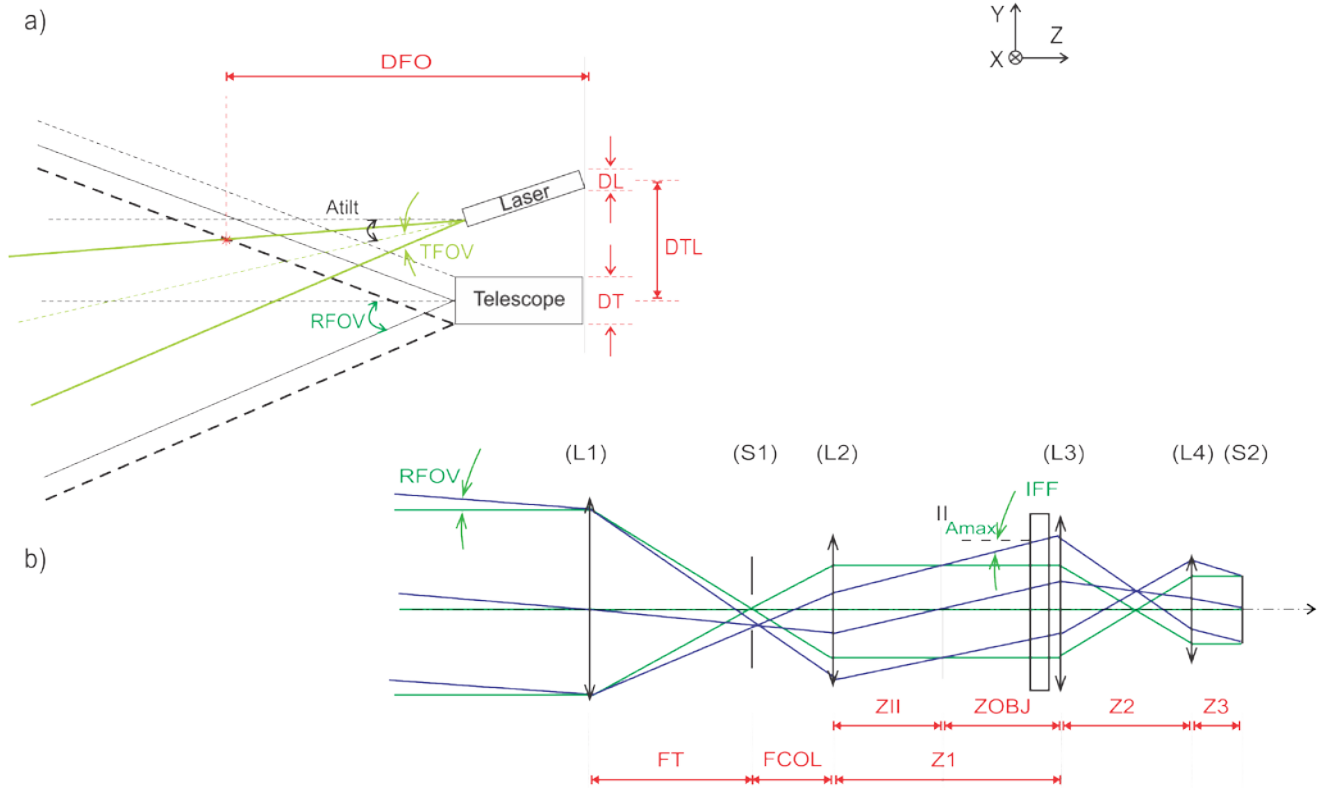 a)
Y
Z
X
DFO
DL
Laser
Atilt
DTL
TFOV
Telescope
DT
RFOV
(L1)
(S1)
(L2)
(L3)
(L4)
(S2)
RFOV
IFF
II
Amax
b)
ZII
ZOBJ
Z2
Z3
FT
FCOL
Z1